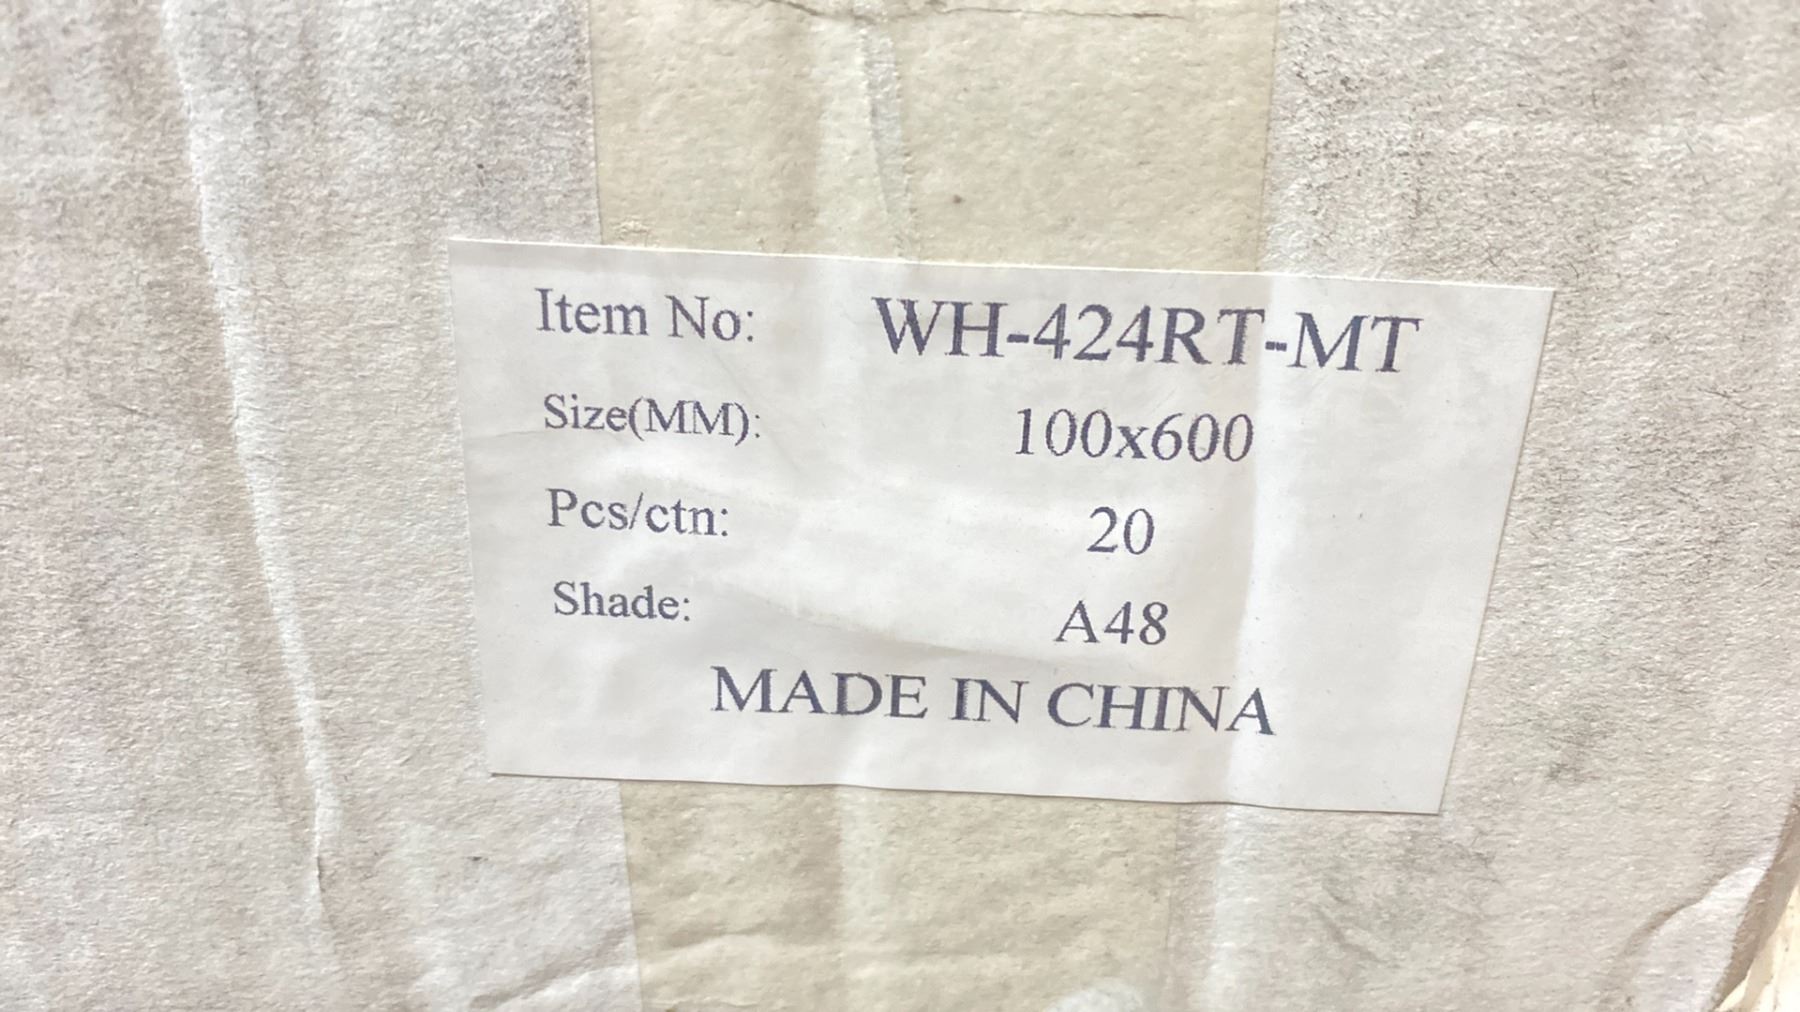 Item No: WH-424RT-MT
Size(MM): 100x600
Pcs/ctn: 20
Shade: A48
MADE IN CHINA